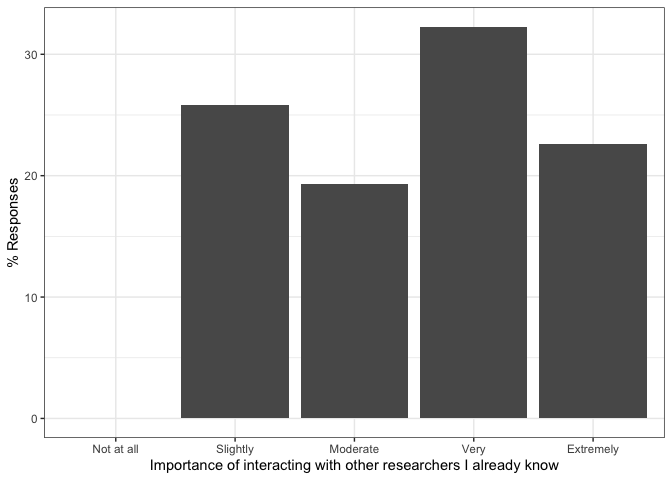 % Responses
30
20
10
0
Not at all Slightly Moderate Very Extremely
Importance of interacting with other researchers I already know